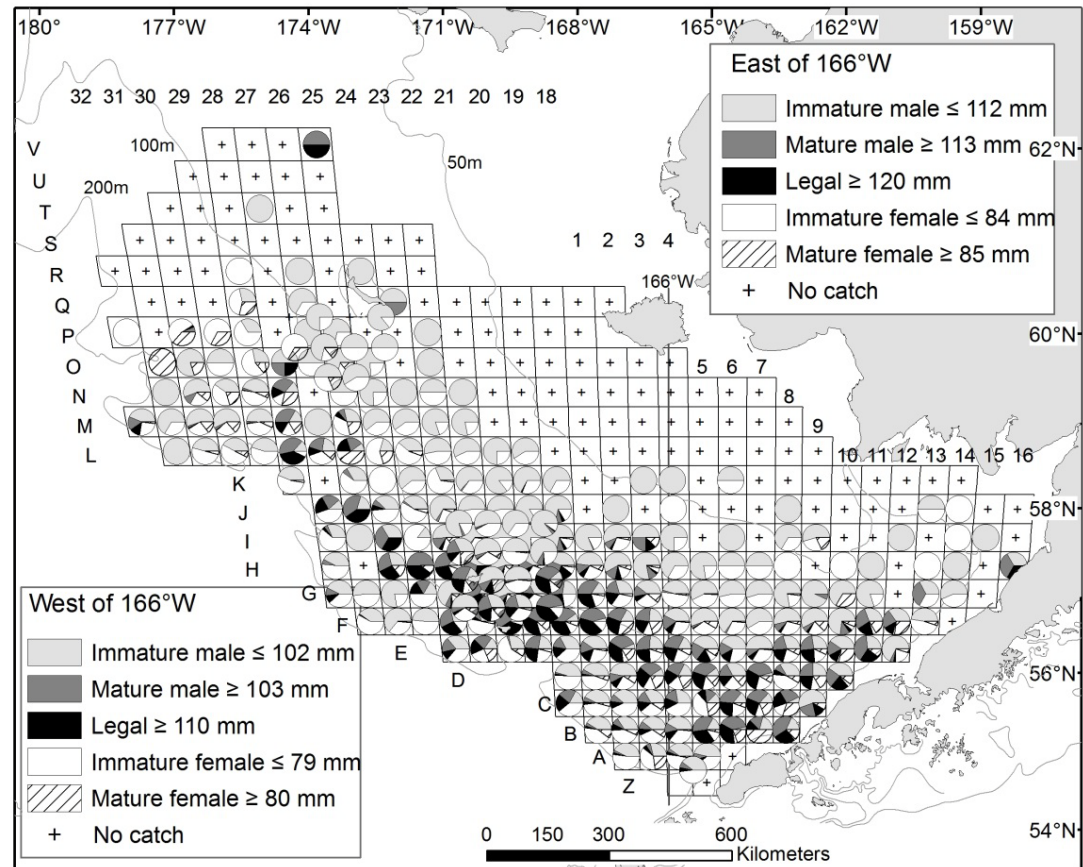 180° 177°W 174°W 171°W 168°W 165°W 162°W 159°W
East of 166°W
Immature male ≤ 112 mm
Mature male ≥ 113 mm
Legal ≥ 120 mm
Immature female ≤ 84 mm
Mature female ≥ 85 mm
+ No catch
32 31 30 29 28 27 26 25 24 23 22 21 20 19 18
V
100m
50m
62°N
U
200m
T
S
1 2 3 4
R
166°W
Q
P
60°N
O
5 6 7
N
8
M
9
L
10 11 12 13 14 15 16
K
J
58°N
I
H
G
F
E
D
56°N
C
B
A
Z
54°N
West of 166°W
Immature male ≤ 102 mm
Mature male ≥ 103 mm
Legal ≥ 110 mm
Immature female ≤ 79 mm
Mature female ≥ 80 mm
+ No catch
0 150 300 600
Kilometers